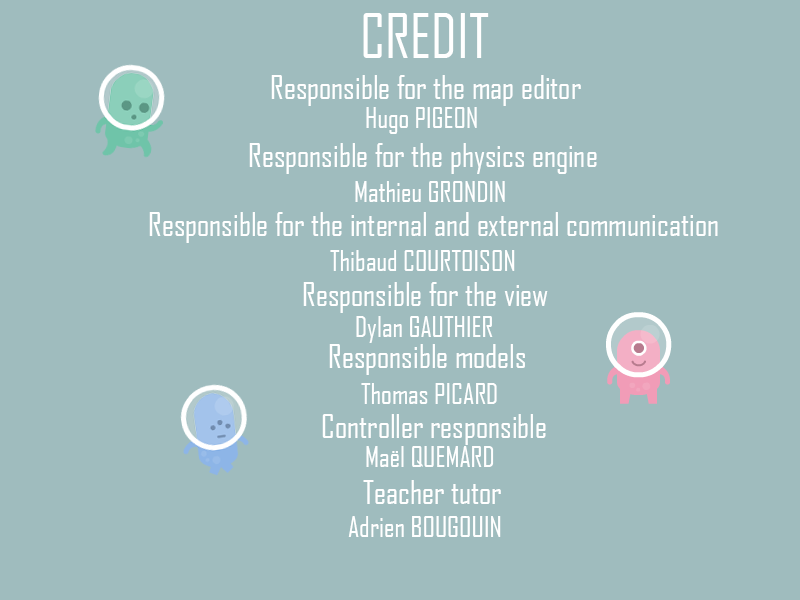 CREDIT
Responsible for the map editor
Hugo PIGEON
Responsible for the physics engine
Mathieu GRONDIN
Responsible for the internal and external communication
Thibaud COURTOISON
Responsible for the view
Dylan GAUTHIER
Responsible models
Thomas PICARD
Controller responsible
Maël QUEMARD
Teacher tutor
Adrien BOUGOUIN